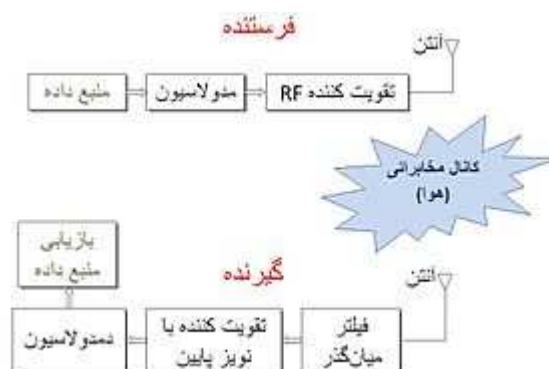 فرستنده
آنتن
منبع داده
مدولاسیون
تقویت کننده RF
کانال مخابراتی
(هوا)
بازیابی
منبع داده
گیرنده
آنتن
دمدولاسیون
تقویت کننده با
نویز پایین
فیلتر
میان‌گذر